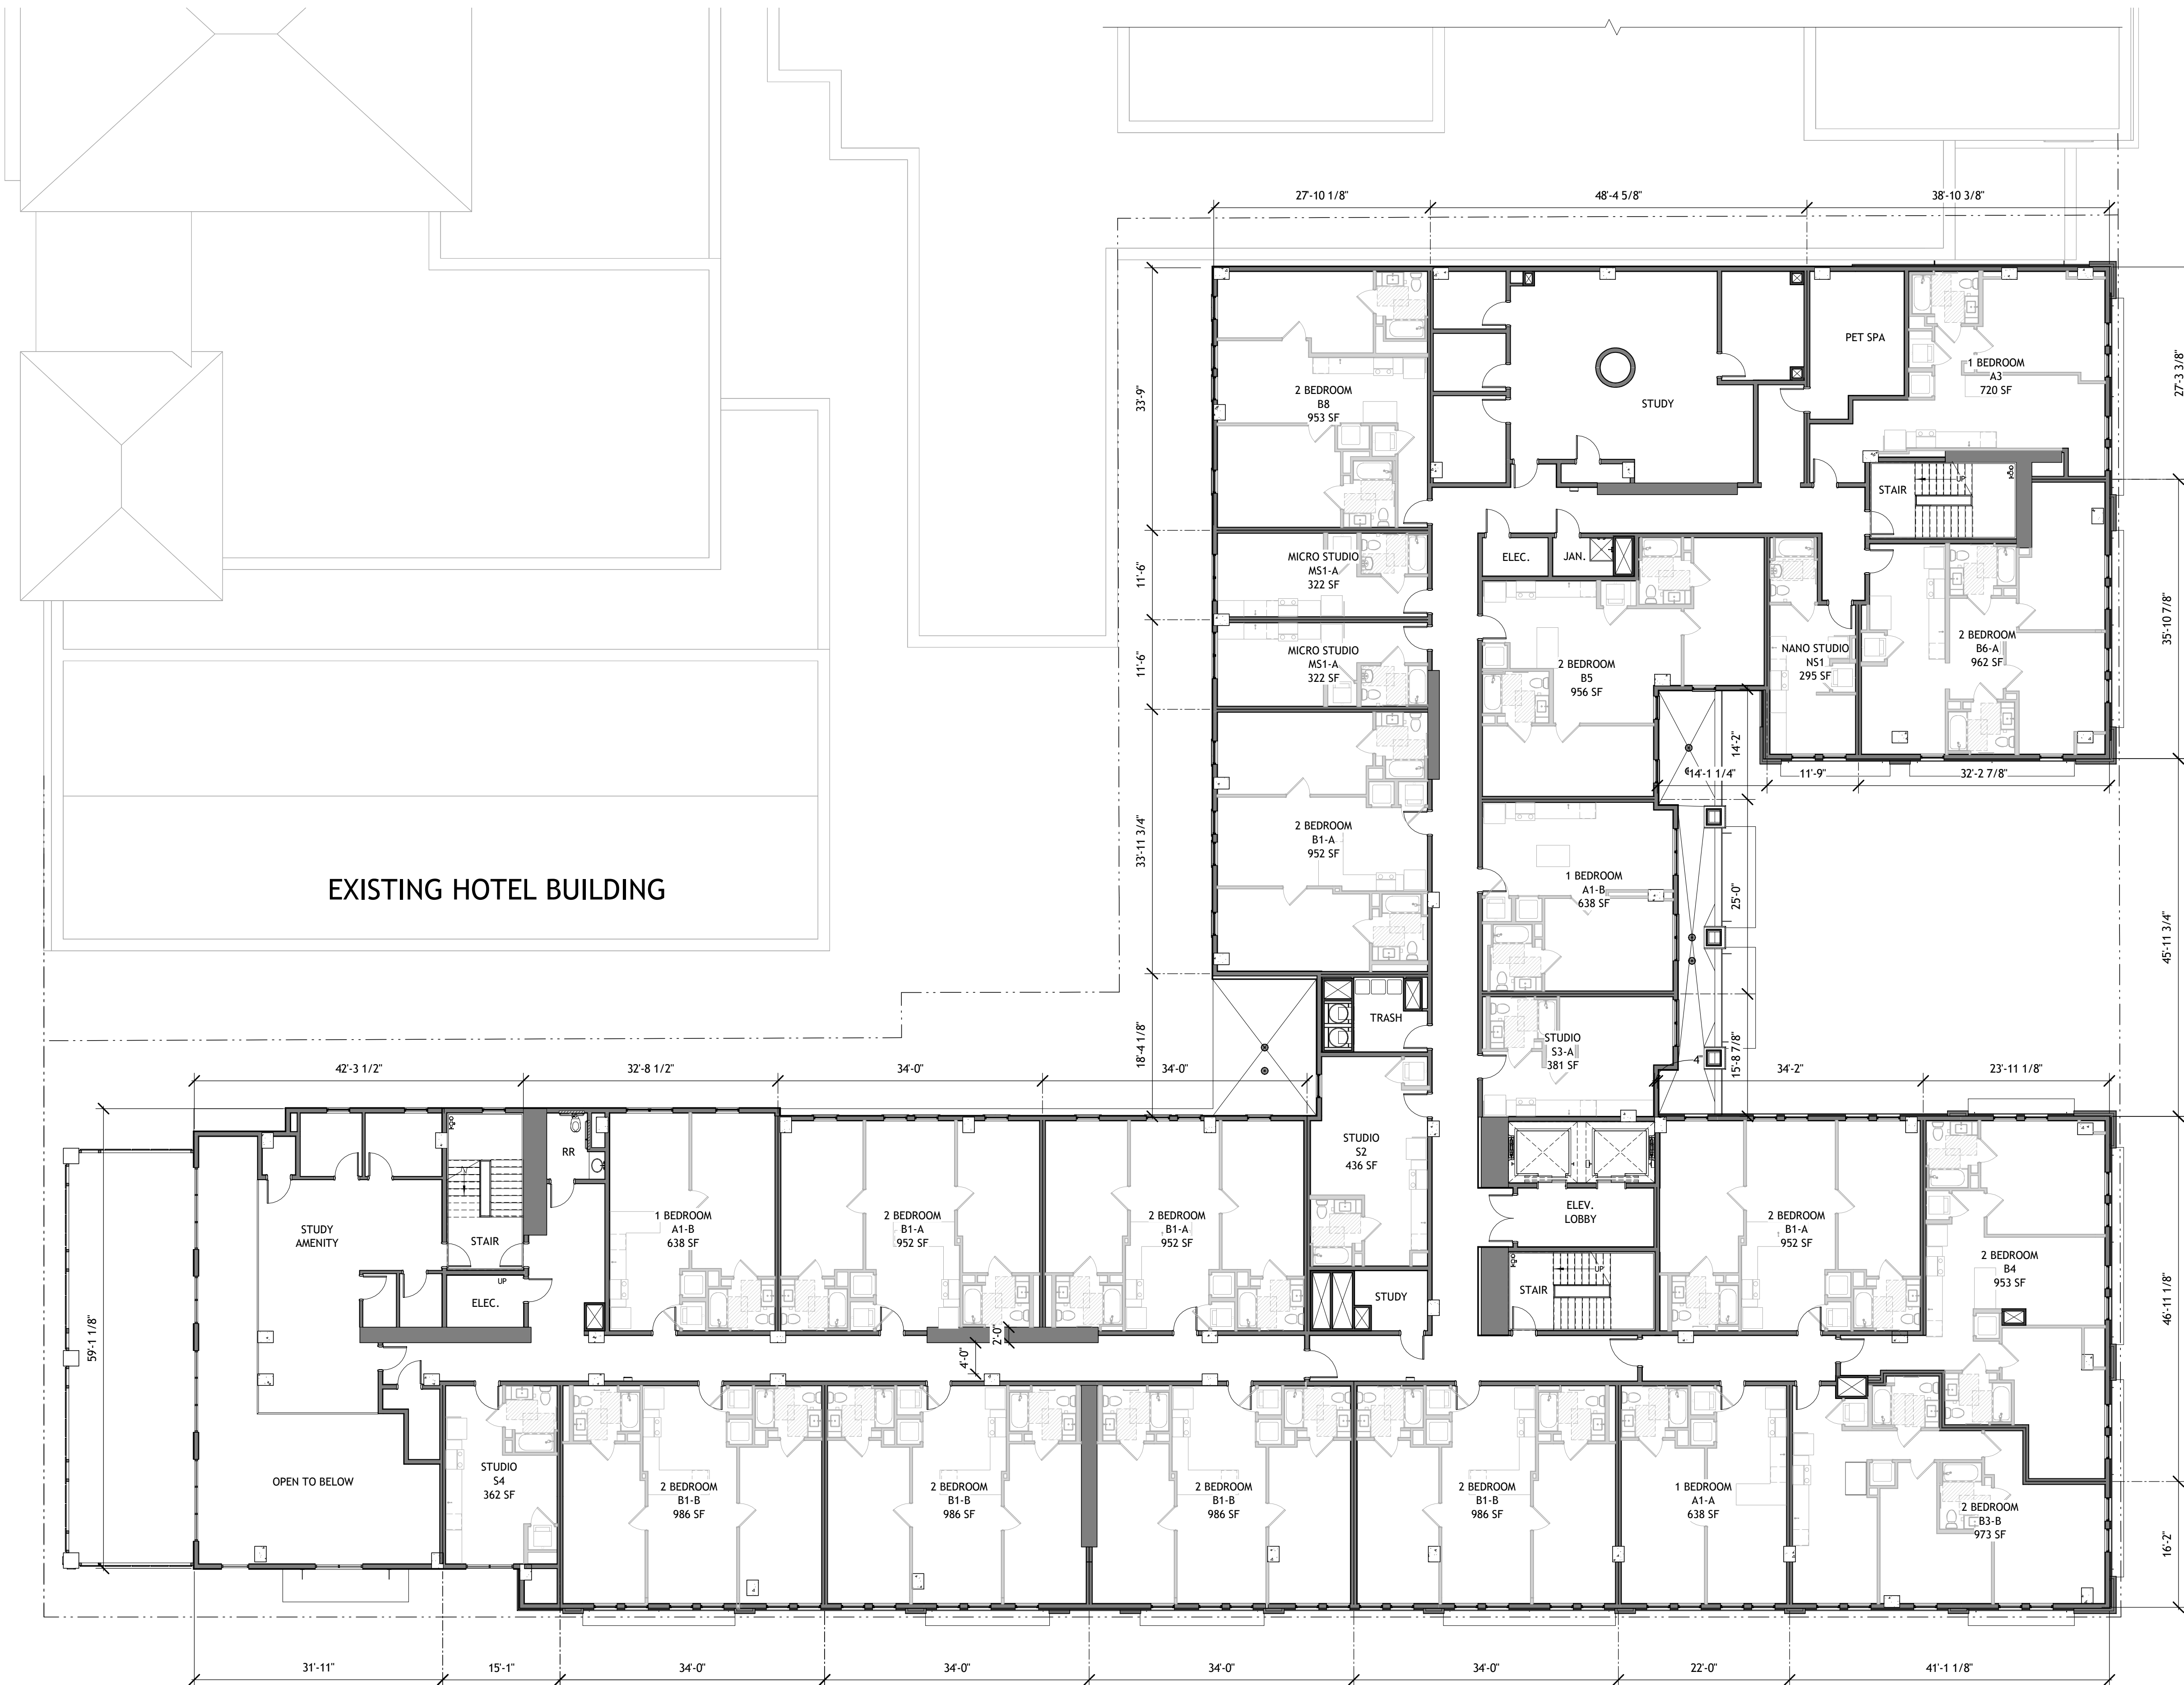 27'-10 1/8"
48'-4 5/8"
38'-10 3/8"
33'-9"
2 BEDROOM
B8
953 SF
STUDY
PET SPA
1 BEDROOM
A3
720 SF
27'-3 3/8"
STAIR
UP
11'-6"
MICRO STUDIO
MS1-A
322 SF
ELEC.
JAN.
11'-6"
MICRO STUDIO
MS1-A
322 SF
2 BEDROOM
B5
956 SF
NANO STUDIO
NS1
295 SF
2 BEDROOM
B6-A
962 SF
35'-10 7/8"
14'-2"
14'-1 1/4"
11'-9"
32'-2 7/8"
33'-11 3/4"
2 BEDROOM
B1-A
952 SF
1 BEDROOM
A1-B
638 SF
25'-0"
EXISTING HOTEL BUILDING
45'-11 3/4"
18'-4 1/8"
TRASH
STUDIO
S3-A
381 SF
4"
15'-8 7/8"
42'-3 1/2"
32'-8 1/2"
34'-0"
34'-0"
34'-2"
23'-11 1/8"
RR
STUDIO
S2
436 SF
ELEV.
LOBBY
59'-1 1/8"
STUDY
AMENITY
STAIR
UP
ELEC.
1 BEDROOM
A1-B
638 SF
2 BEDROOM
B1-A
952 SF
2 BEDROOM
B1-A
952 SF
STUDY
STAIR
UP
2 BEDROOM
B1-A
952 SF
2 BEDROOM
B4
953 SF
46'-11 1/8"
4'-0"
2'-0"
OPEN TO BELOW
STUDIO
S4
362 SF
2 BEDROOM
B1-B
986 SF
2 BEDROOM
B1-B
986 SF
2 BEDROOM
B1-B
986 SF
2 BEDROOM
B1-B
986 SF
1 BEDROOM
A1-A
638 SF
2 BEDROOM
B3-B
973 SF
16'-2"
31'-11"
15'-1"
34'-0"
34'-0"
34'-0"
34'-0"
22'-0"
41'-1 1/8"